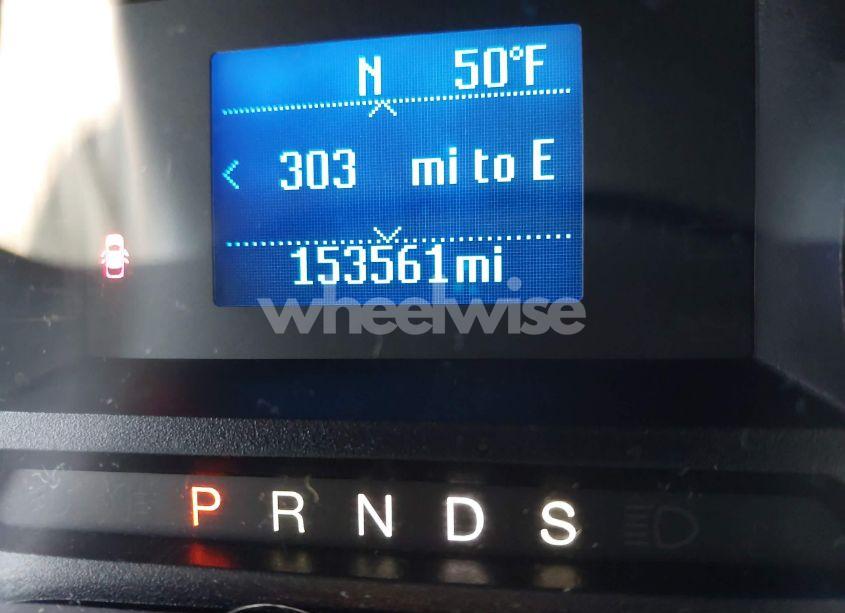 N 50°F
< 303 mi to E
153561mi
wheelwise
P R N D S